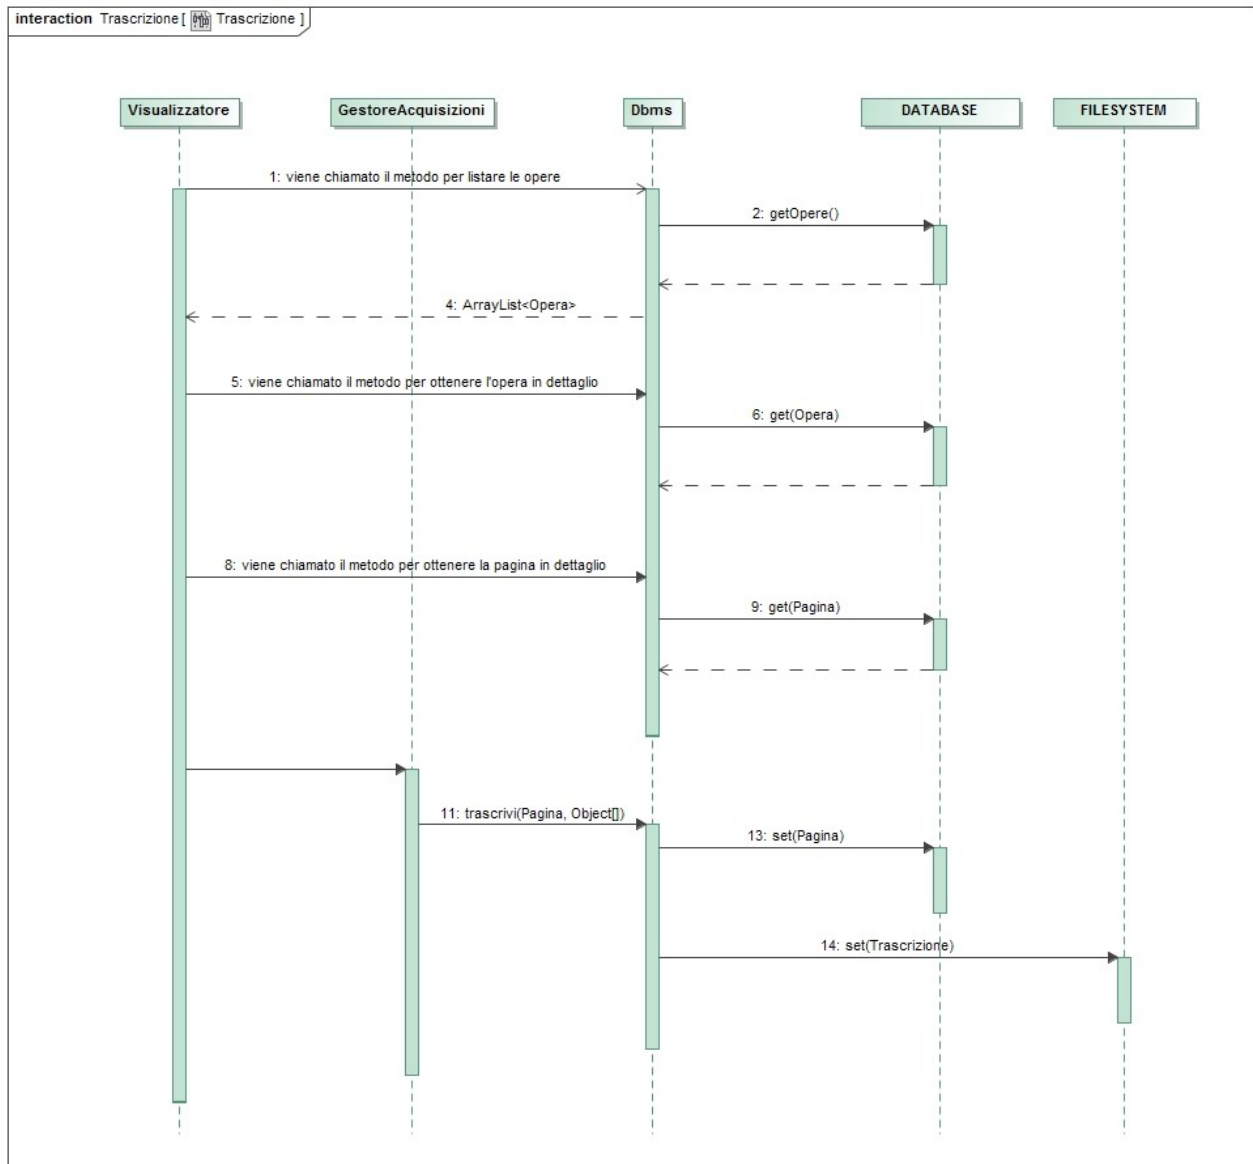 interaction Trascrizione [ Trascrizione ]
Visualizzatore
GestoreAcquisizioni
Dbms
DATABASE
FILESYSTEM
1: viene chiamato il metodo per listare le opere
2: getOpere()
4: ArrayList<Opera>
5: viene chiamato il metodo per ottenere l'opera in dettaglio
6: get(Opera)
8: viene chiamato il metodo per ottenere la pagina in dettaglio
9: get(Pagina)
11: trascrivi(Pagina, Object[])
13: set(Pagina)
14: set(Trascrizione)